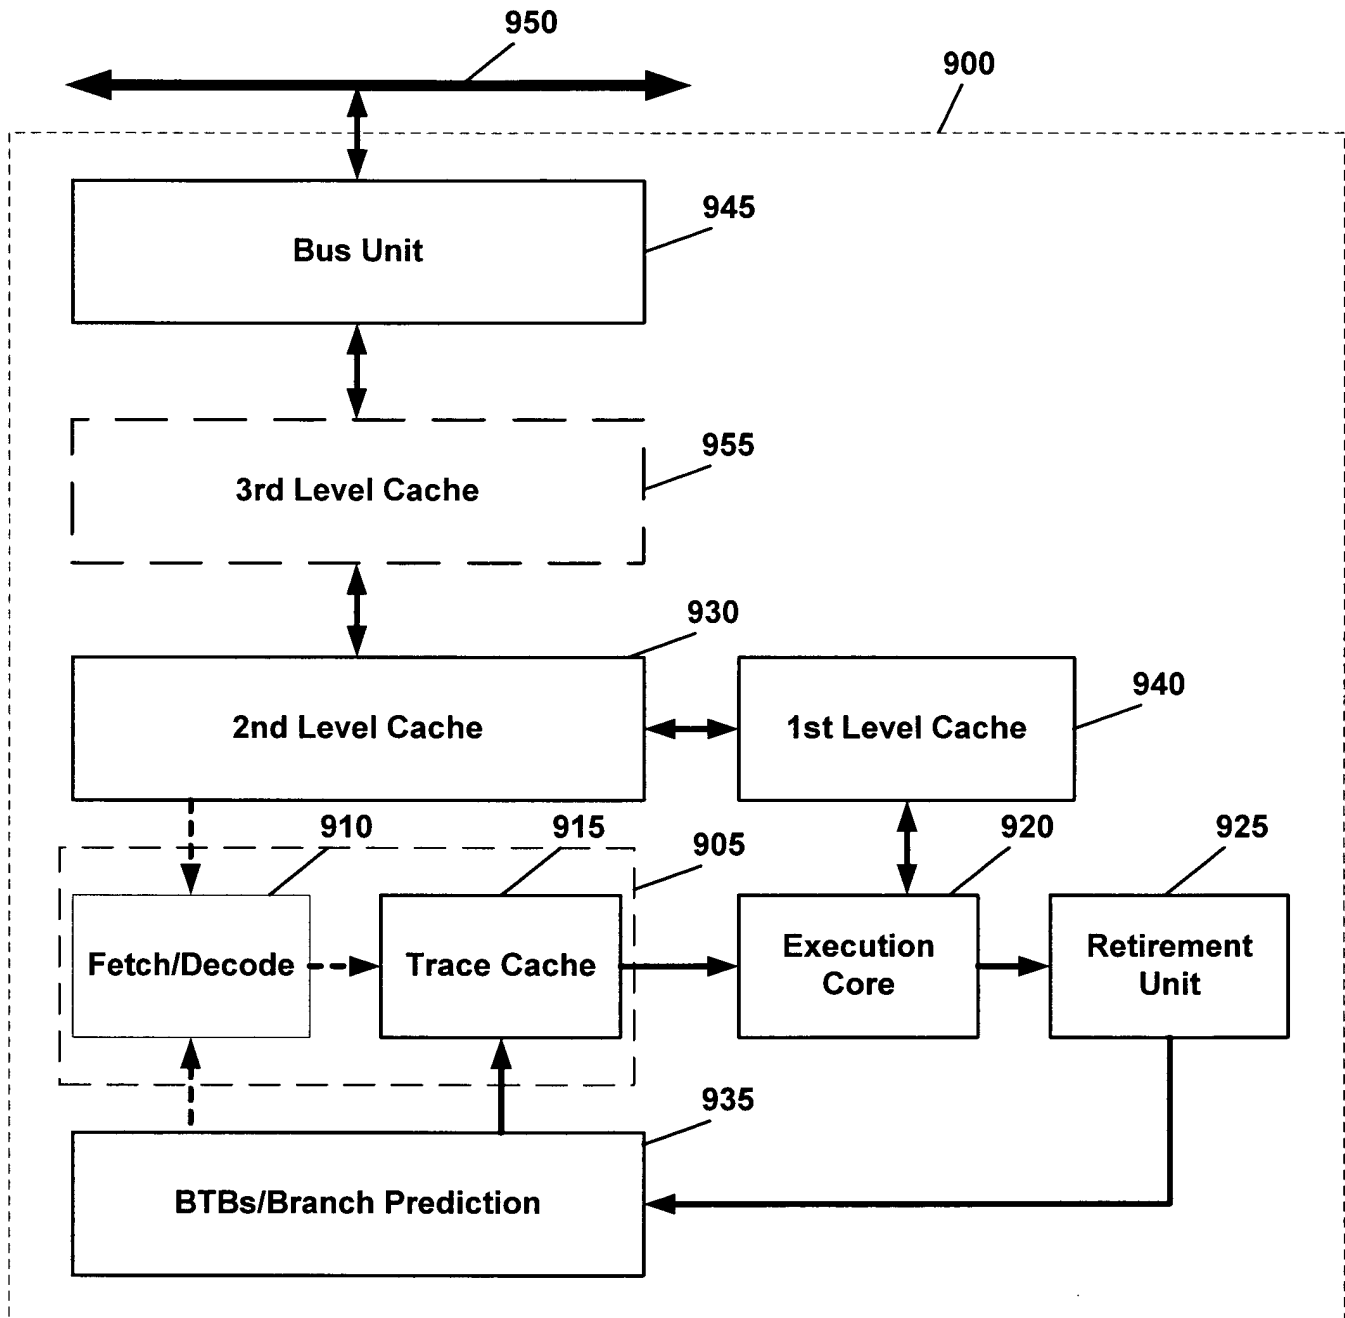 950
900
945
Bus Unit
955
3rd Level Cache
930
940
2nd Level Cache
1st Level Cache
910
915
905
920
925
Fetch/Decode
Trace Cache
Execution
Core
Retirement
Unit
935
BTBs/Branch Prediction